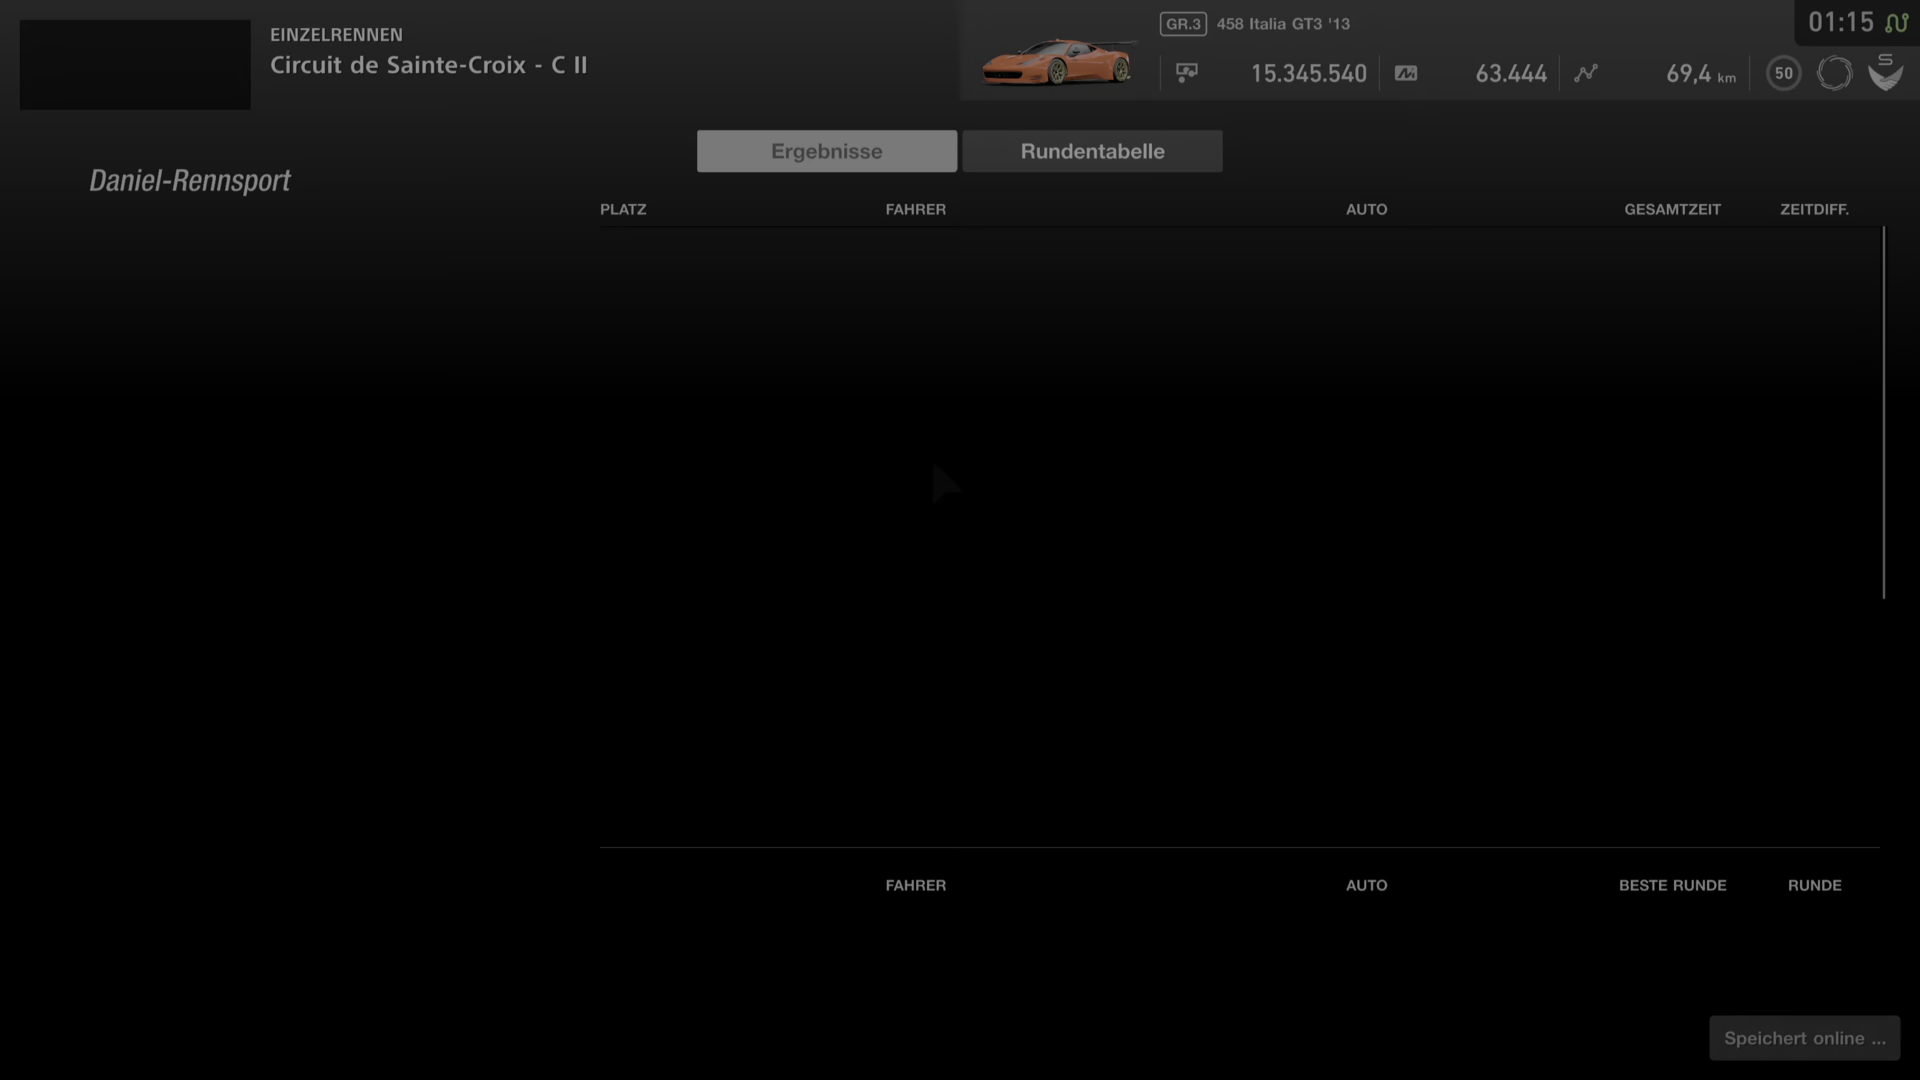 EINZELRENNEN
Circuit de Sainte-Croix - C II
GR.3 458 Italia GT3 '13
01:15
15.345.540 63.444 69,4 km 50 S
Ergebnisse Rundentabelle
Daniel-Rennsport
PLATZ FAHRER AUTO GESAMTZEIT ZEITDIFF.
FAHRER AUTO BESTE RUNDE RUNDE
Speichert online ...